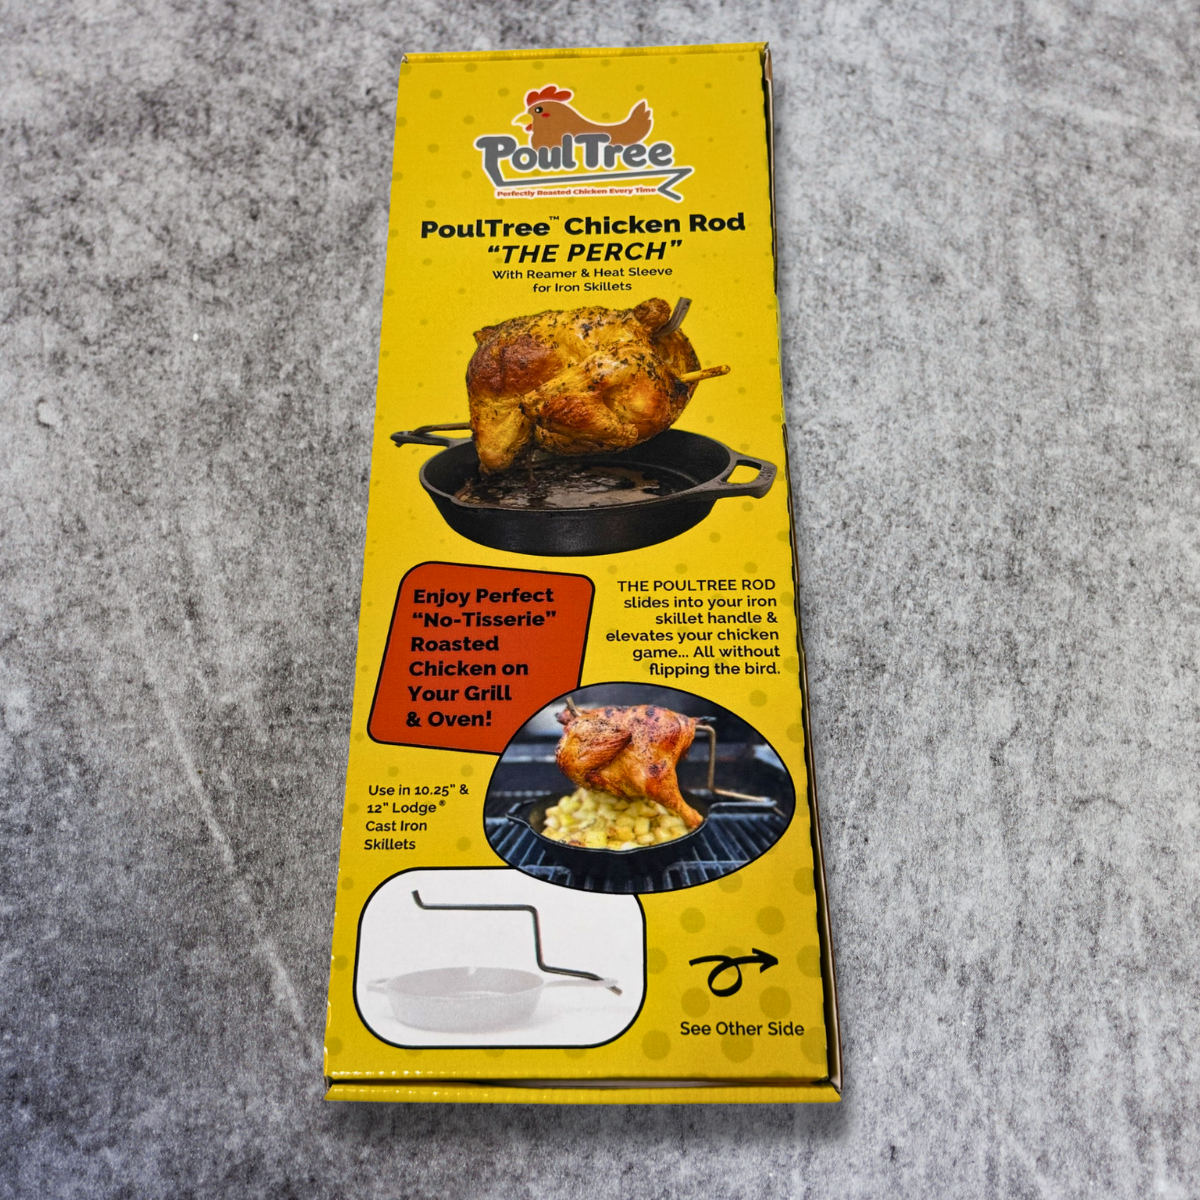 PoulTree
Perfectly Roasted Chicken Every Time
PoulTree™ Chicken Rod
“THE PERCH”
With Reamer & Heat Sleeve
for Iron Skillets
Enjoy Perfect
“No-Tisserie”
Roasted
Chicken on
Your Grill
& Oven!
THE POULTREE ROD
slides into your iron
skillet handle &
elevates your chicken
game... All without
flipping the bird.
Use in 10.25" &
12" Lodge®
Cast Iron
Skillets
See Other Side